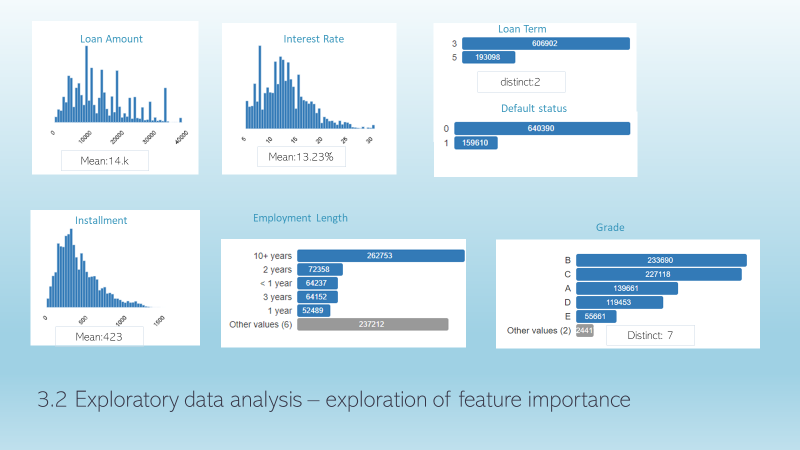 Loan Amount
0
10000
20000
30000
40000
Mean:14.k
Interest Rate
5
10
15
20
25
30
Mean:13.23%
Loan Term
3 606902
5 193098
distinct:2
Default status
0 640390
1 159610
Installment
0
500
1000
1500
Mean:423
Employment Length
10+ years 262753
2 years 72358
< 1 year 64237
3 years 64152
1 year 52489
Other values (6) 237212
Grade
B 233690
C 227118
A 139661
D 119453
E 55661
Other values (2) 2441
Distinct: 7
3.2 Exploratory data analysis – exploration of feature importance